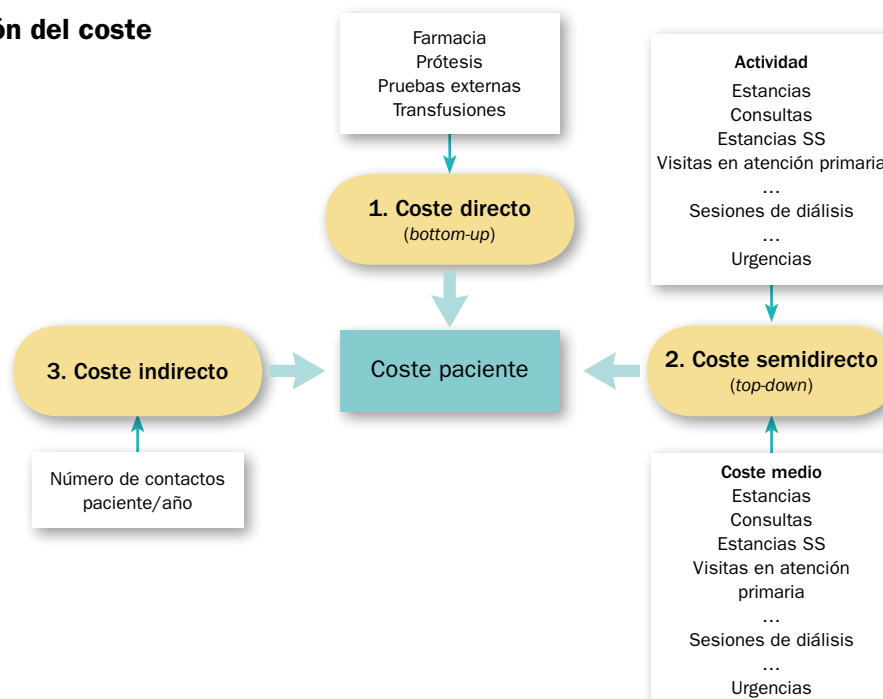 ón del coste
Farmacia
Prótesis
Pruebas externas
Transfusiones
1. Coste directo
(bottom-up)
Actividad
Estancias
Consultas
Estancias SS
Visitas en atención primaria
...
Sesiones de diálisis
...
Urgencias
3. Coste indirecto
Coste paciente
2. Coste semidirecto
(top-down)
Número de contactos
paciente/año
Coste medio
Estancias
Consultas
Estancias SS
Visitas en atención
primaria
...
Sesiones de diálisis
...
Urgencias